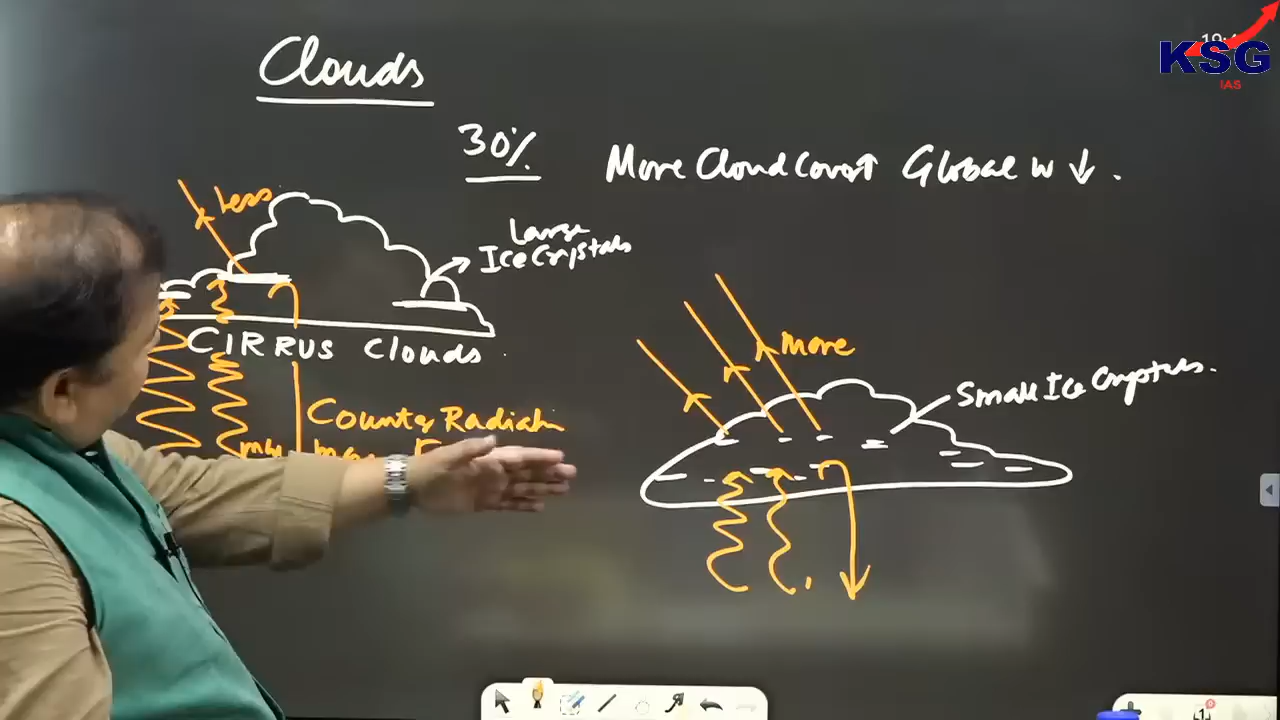 Clouds
30%
More Cloud Cover↑ Global W ↓.
Less
Large
Ice Crystals
CIRRUS Clouds.
More
Small Ice Crystals.
Counter Radiation
KSG
IAS